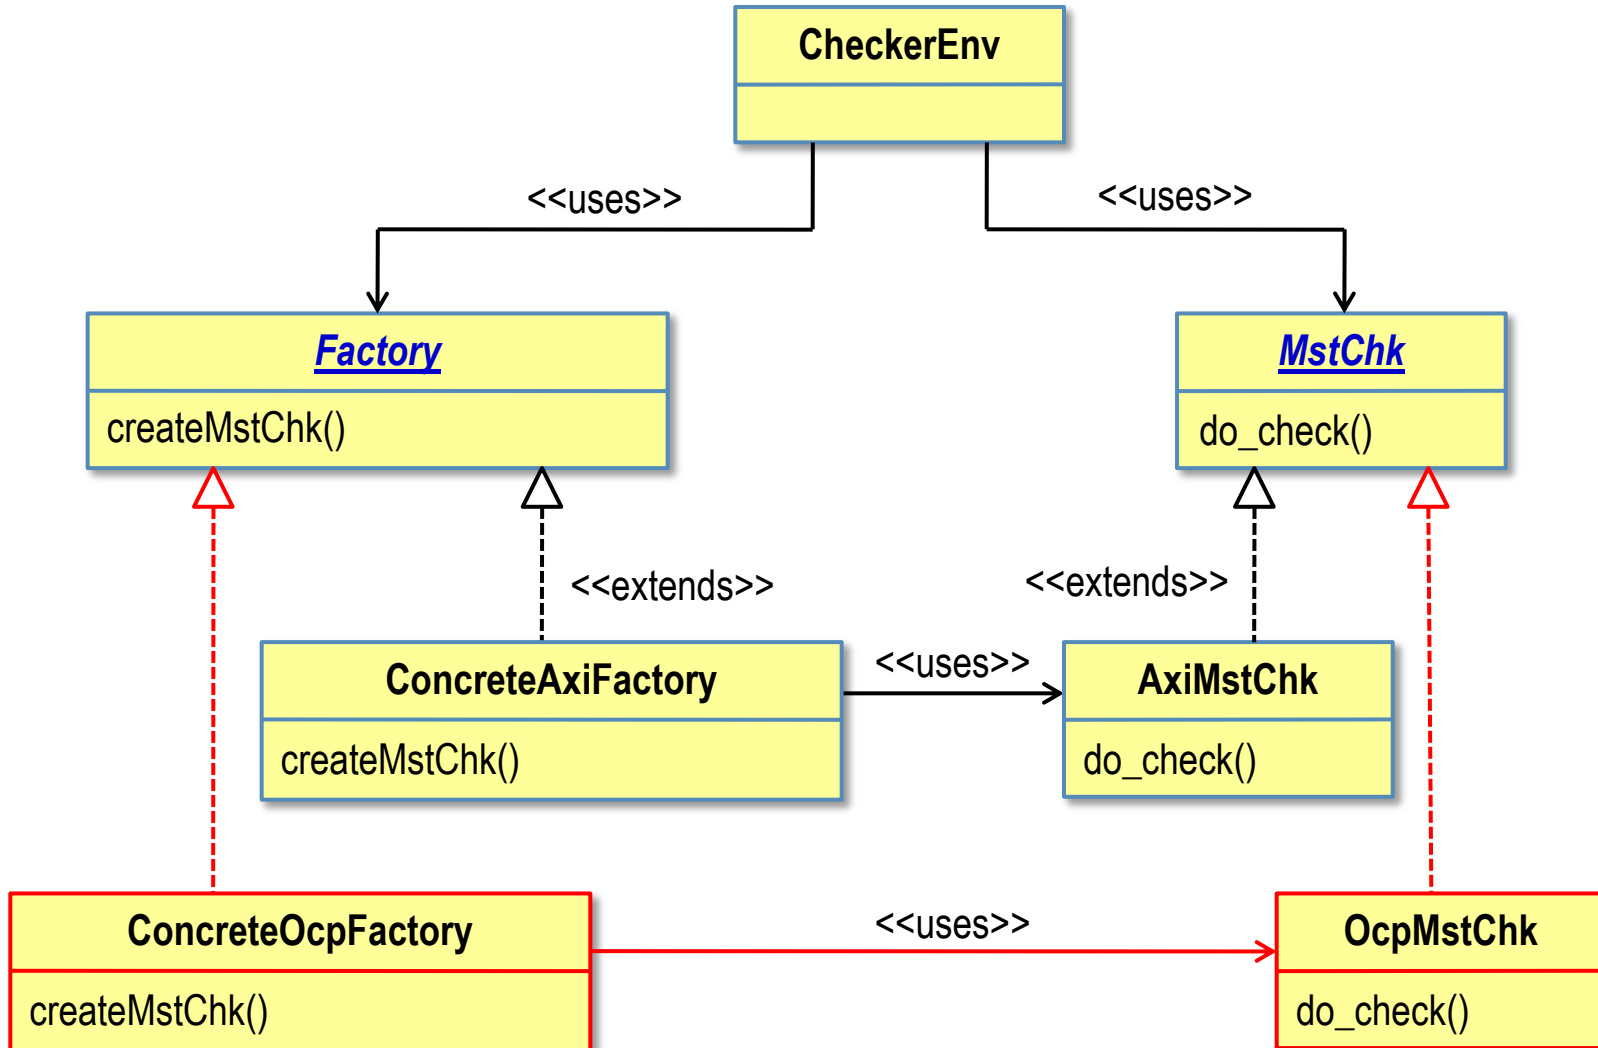 CheckerEnv
<<uses>>
<<uses>>
Factory
createMstChk()
MstChk
do_check()
<<extends>>
<<extends>>
ConcreteAxiFactory
createMstChk()
<<uses>>
AxiMstChk
do_check()
ConcreteOcpFactory
createMstChk()
<<uses>>
OcpMstChk
do_check()